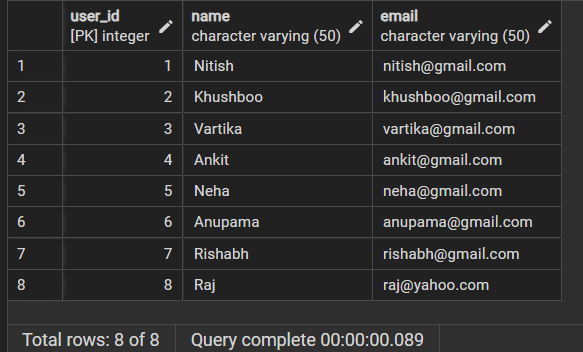 user_id name email
[PK] integer character varying (50) character varying (50)
1 1 Nitish nitish@gmail.com
2 2 Khushboo khushboo@gmail.com
3 3 Vartika vartika@gmail.com
4 4 Ankit ankit@gmail.com
5 5 Neha neha@gmail.com
6 6 Anupama anupama@gmail.com
7 7 Rishabh rishabh@gmail.com
8 8 Raj raj@yahoo.com
Total rows: 8 of 8 Query complete 00:00:00.089